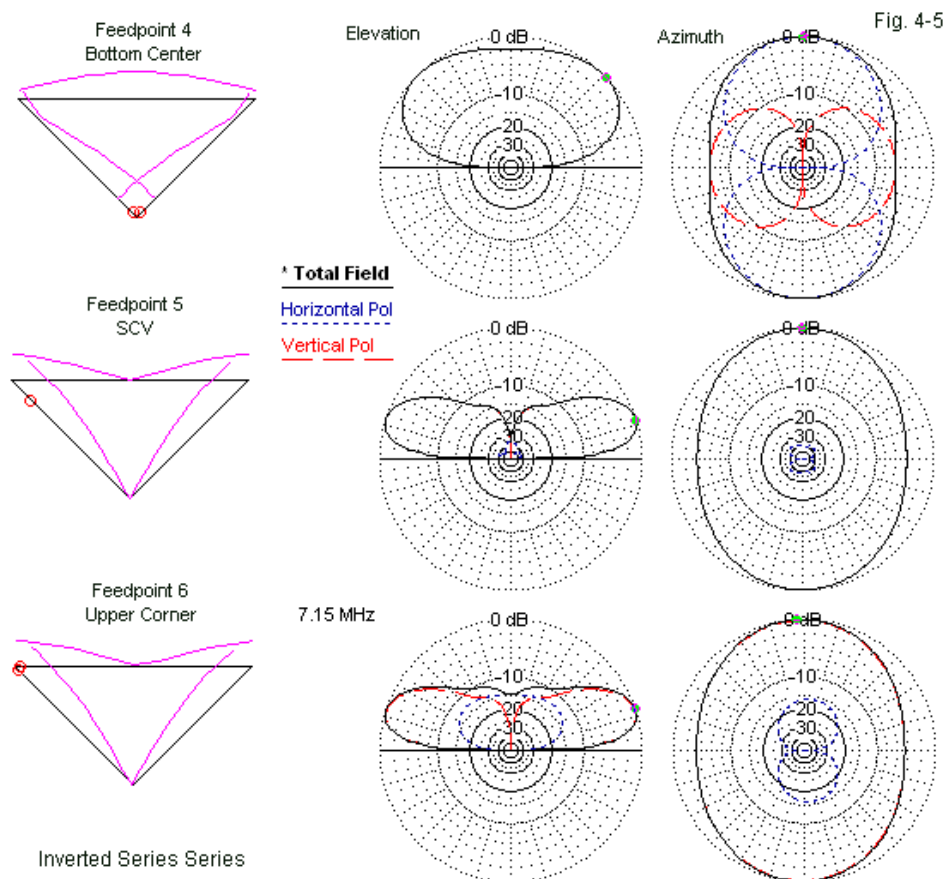 Fig. 4-5
Feedpoint 4
Bottom Center
Elevation
0 dB
-10
20
30
Azimuth
0 dB
-10
20
30
* Total Field
Horizontal Pol
Vertical Pol
Feedpoint 5
SCV
0 dB
-10
-20
30
0 dB
-10
20
30
Feedpoint 6
Upper Corner
7.15 MHz
0 dB
-10
20
30
0 dB
-10
20
30
Inverted Series Series